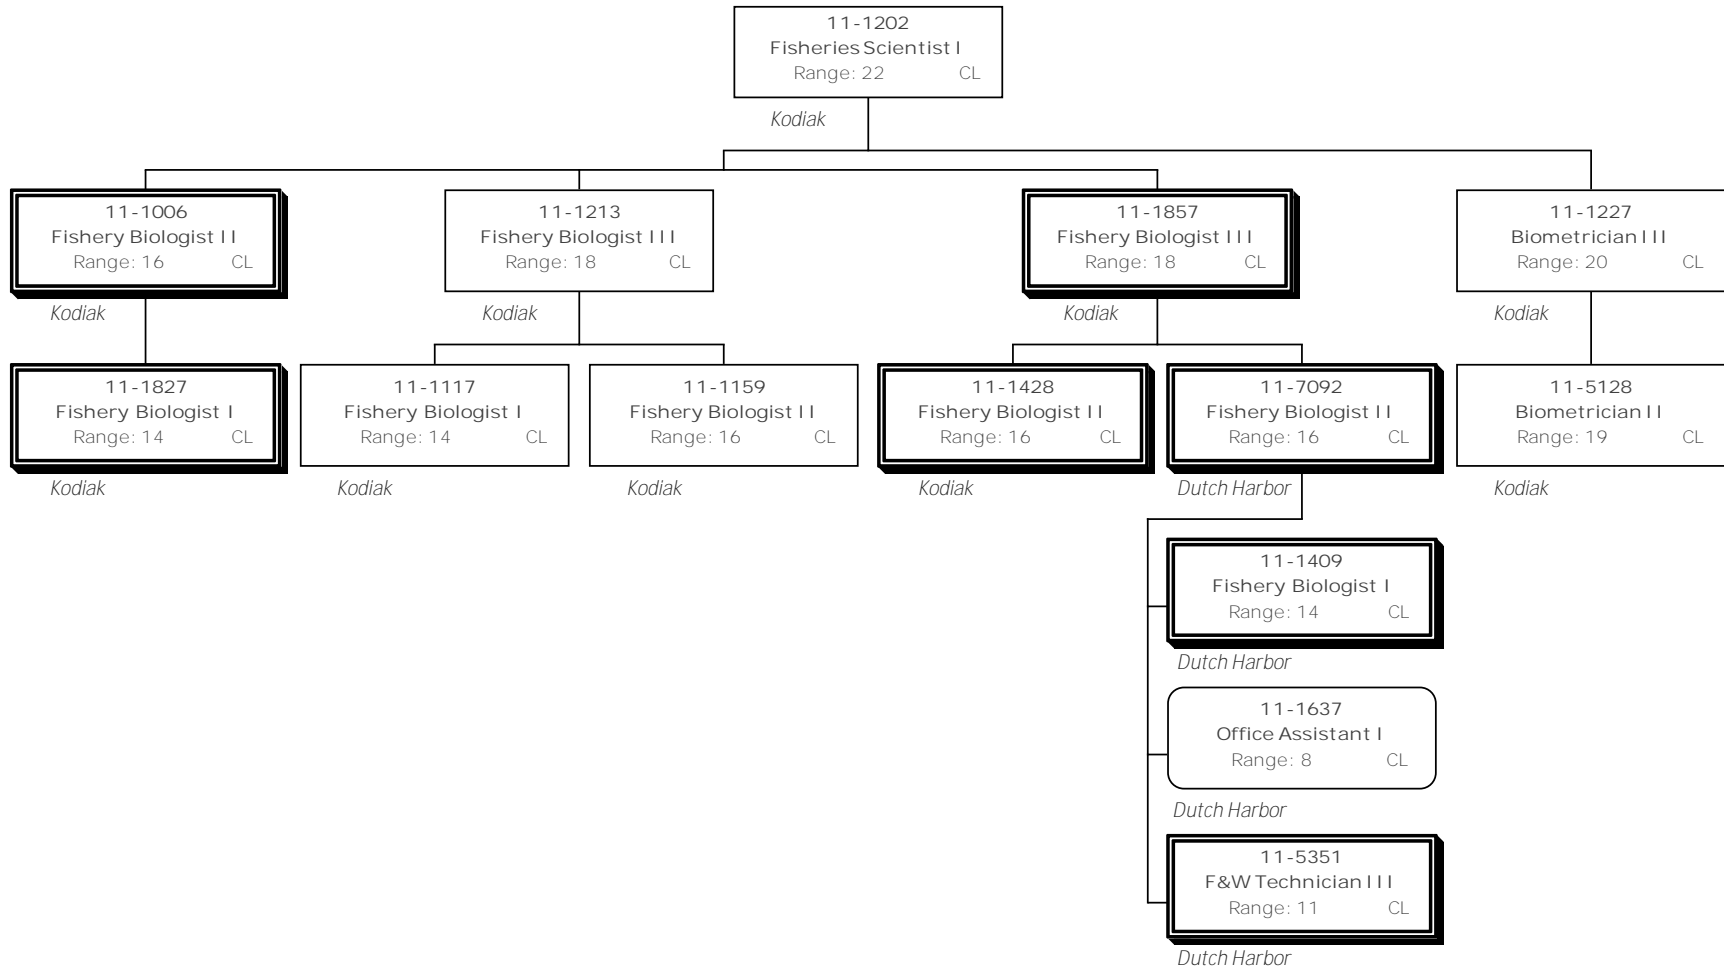 11-1202
Fisheries Scientist I
Range: 22 CL
Kodiak
11-1006
Fishery Biologist II
Range: 16 CL
Kodiak
11-1213
Fishery Biologist III
Range: 18 CL
Kodiak
11-1857
Fishery Biologist III
Range: 18 CL
Kodiak
11-1227
Biometrician III
Range: 20 CL
Kodiak
11-1827
Fishery Biologist I
Range: 14 CL
Kodiak
11-1117
Fishery Biologist I
Range: 14 CL
Kodiak
11-1159
Fishery Biologist II
Range: 16 CL
Kodiak
11-1428
Fishery Biologist II
Range: 16 CL
Kodiak
11-7092
Fishery Biologist II
Range: 16 CL
Dutch Harbor
11-5128
Biometrician II
Range: 19 CL
Kodiak
11-1409
Fishery Biologist I
Range: 14 CL
Dutch Harbor
11-1637
Office Assistant I
Range: 8 CL
Dutch Harbor
11-5351
F&W Technician III
Range: 11 CL
Dutch Harbor